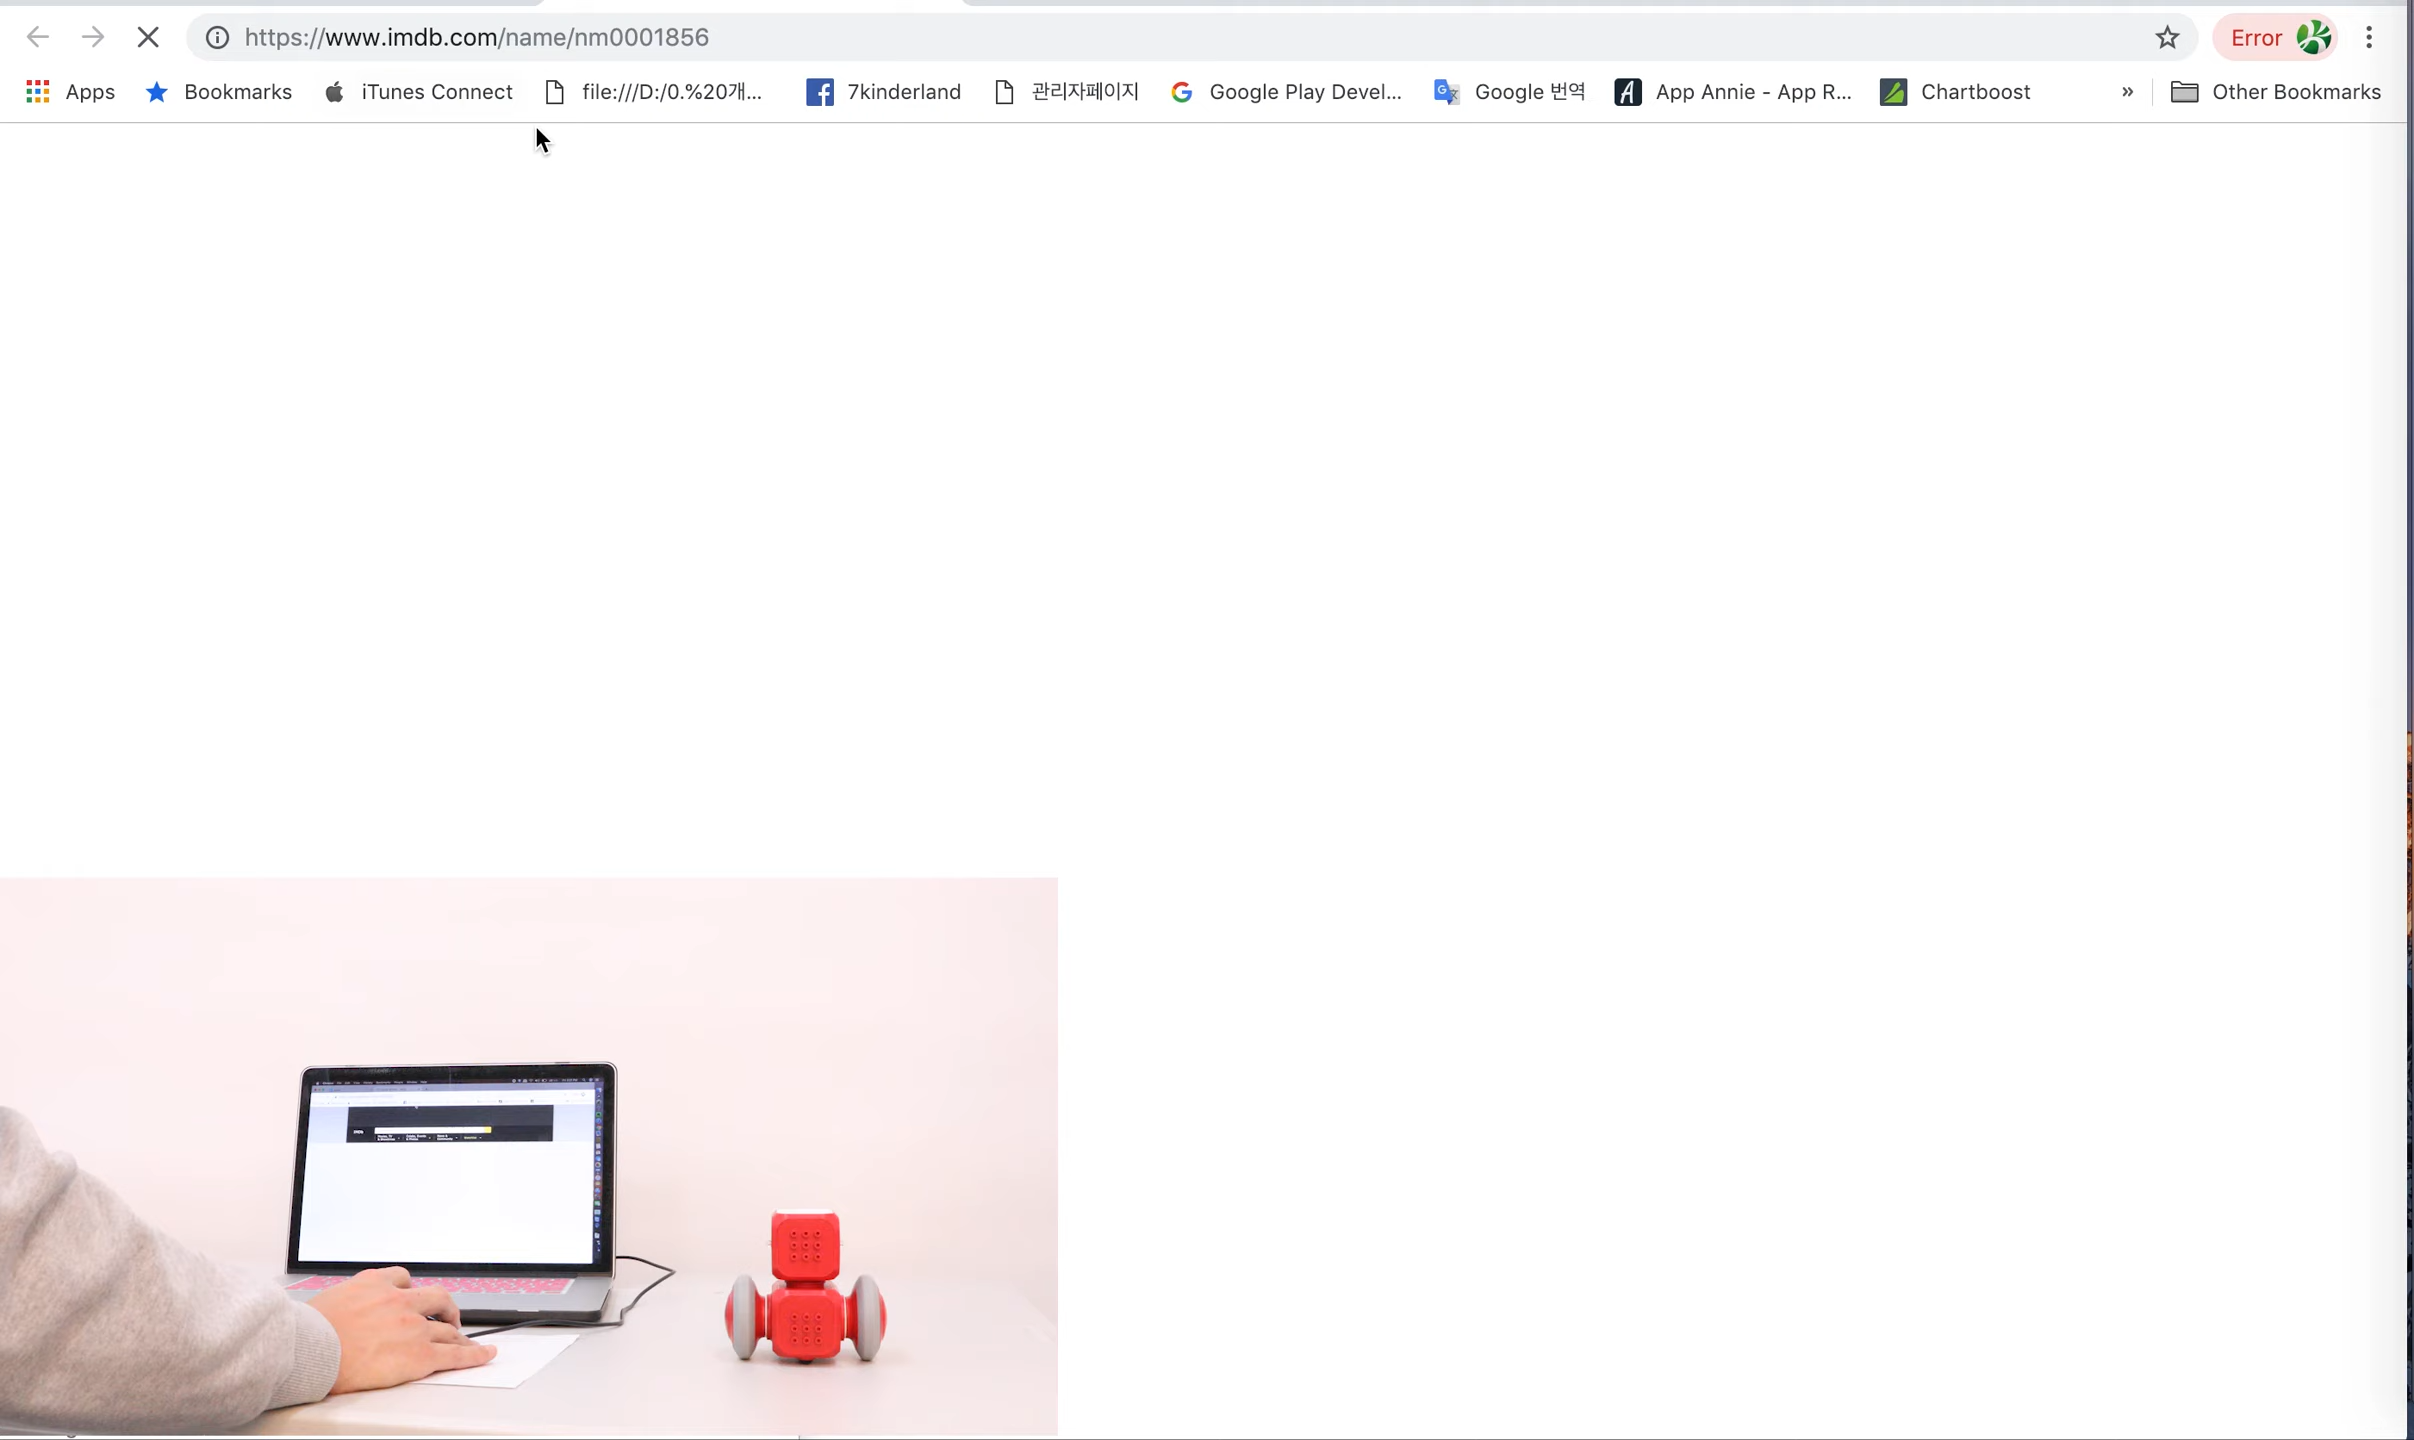 https://www.imdb.com/name/nm0001856
Error
Apps Bookmarks iTunes Connect file:///D:/0.%20개... 7kinderland 관리자페이지 Google Play Devel... Google 번역 App Annie - App R... Chartboost » Other Bookmarks